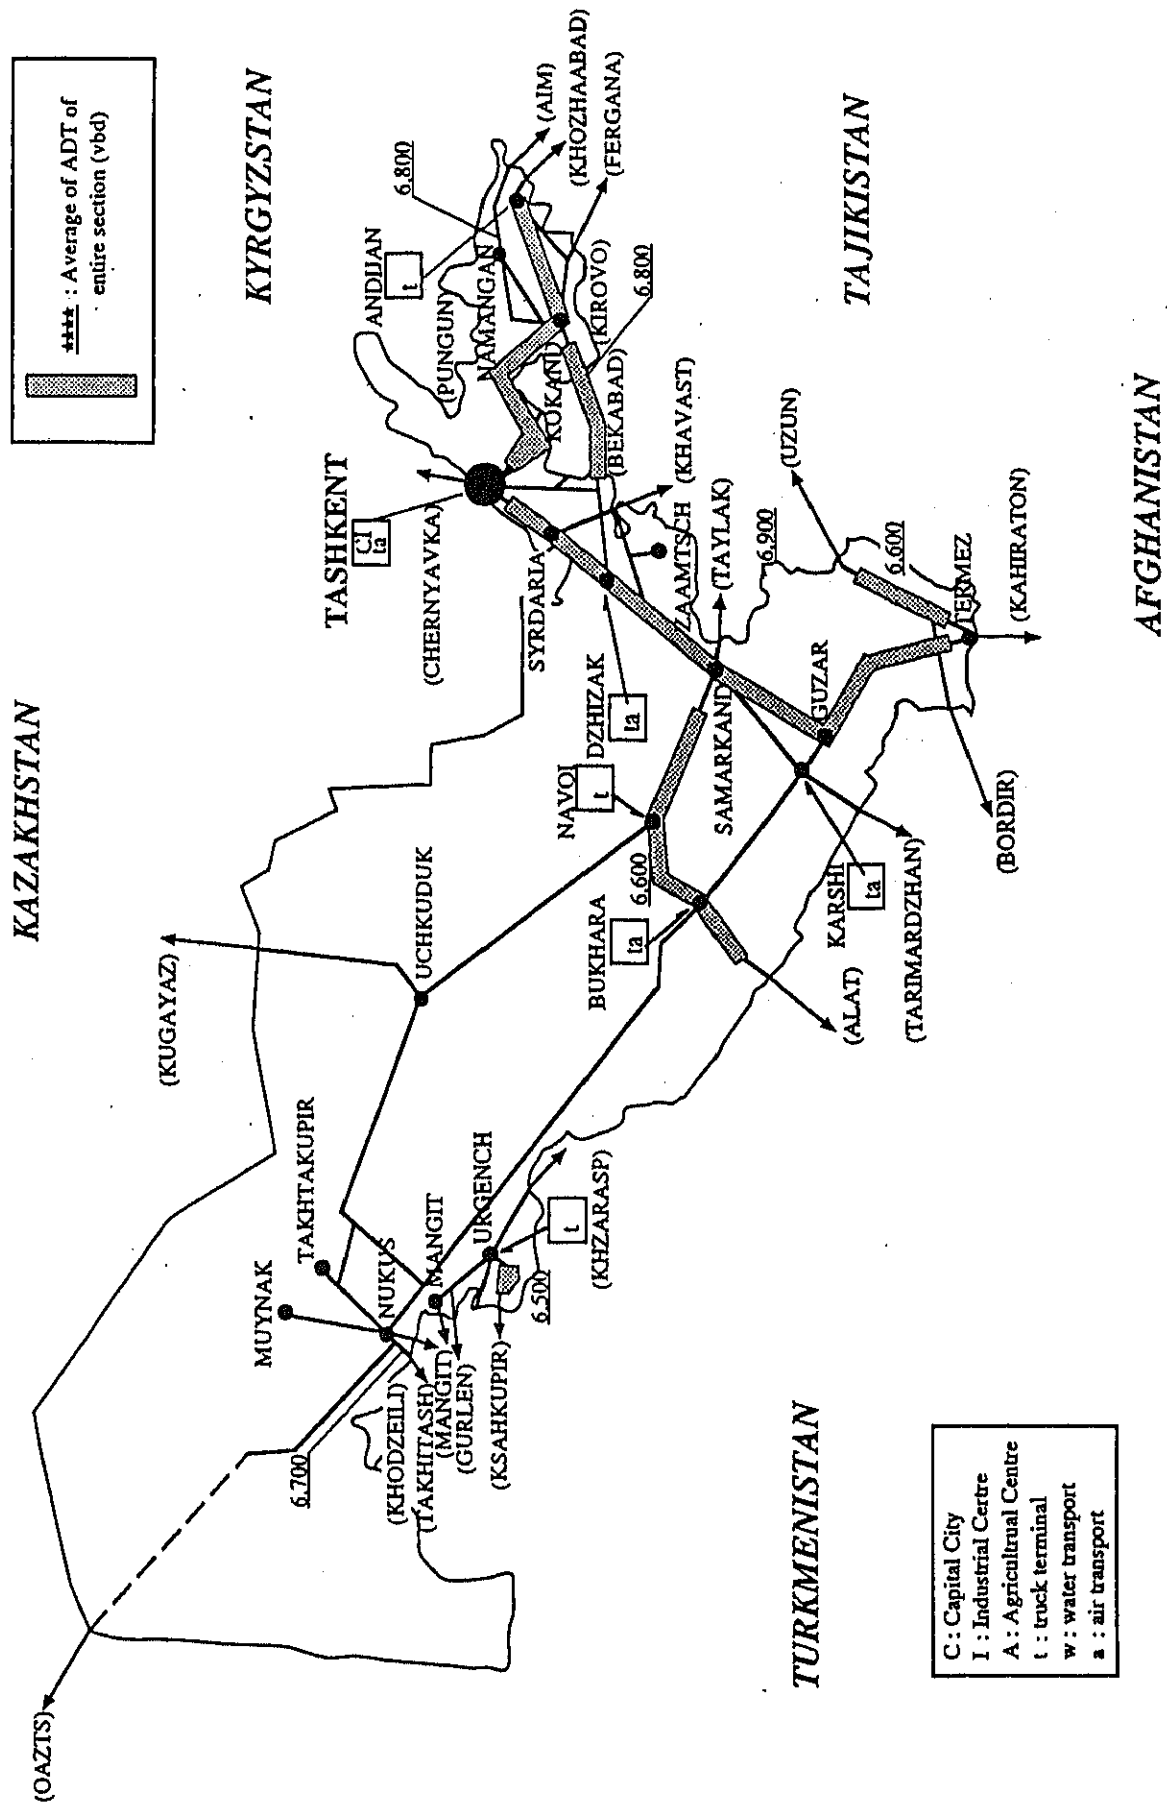 KAZAKHSTAN
KYRGYZSTAN
TAJIKISTAN
AFGHANISTAN
TURKMENISTAN
**** : Average of ADT of
entire section (vbd)
(OAZTS)
6,700
MUYNAK
TAKHTAKUPIR
NUKUS
(KHODZEILI)
(TAKHITASH)
(MANGIT)
(GURLEN)
(KSAHKUPIR)
MANGIT
URGENCH
t
6,500
(KHZARASP)
(KUGAYAZ)
UCHKUDUK
NAVOI
t
6,600
BUKHARA
ta
(ALAT)
KARSHI
ta
(TARIMARDZHAN)
SAMARKAND
(TAYLAK)
GUZAR
6,900
(BORDIR)
6,600
(UZUN)
TERMEZ
(KAHIRATON)
DZHIZAK
ta
ZAAMTSCH
(KHAVAST)
SYRDARIA
(CHERNYAVKA)
TASHKENT
CI
ta
(BEKABAD)
KOKAND
(KIROVO)
6,800
(PUNGUN)
NAMANGAN
ANDIJAN
t
6,800
(AIM)
(KHOZHAABAD)
(FERGANA)
C : Capital City
I : Industrial Certre
A : Agricultrual Centre
t : truck terminal
w : water transport
a : air transport